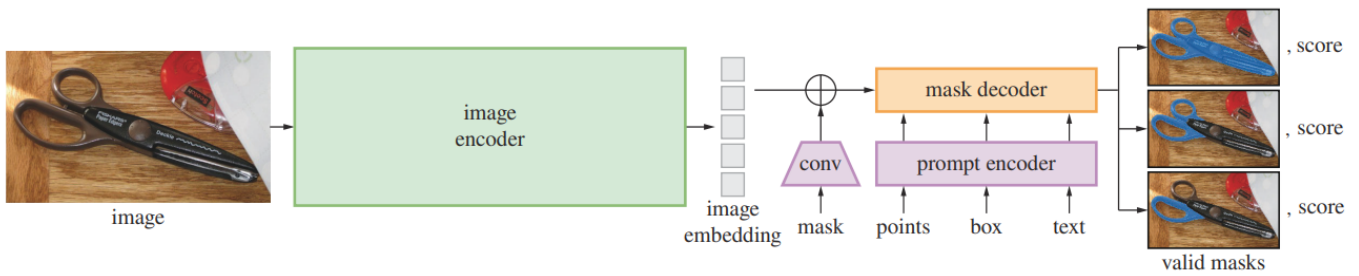 image
encoder
image
image
embedding
conv
mask
mask decoder
prompt encoder
points
box
text
, score
, score
, score
valid masks